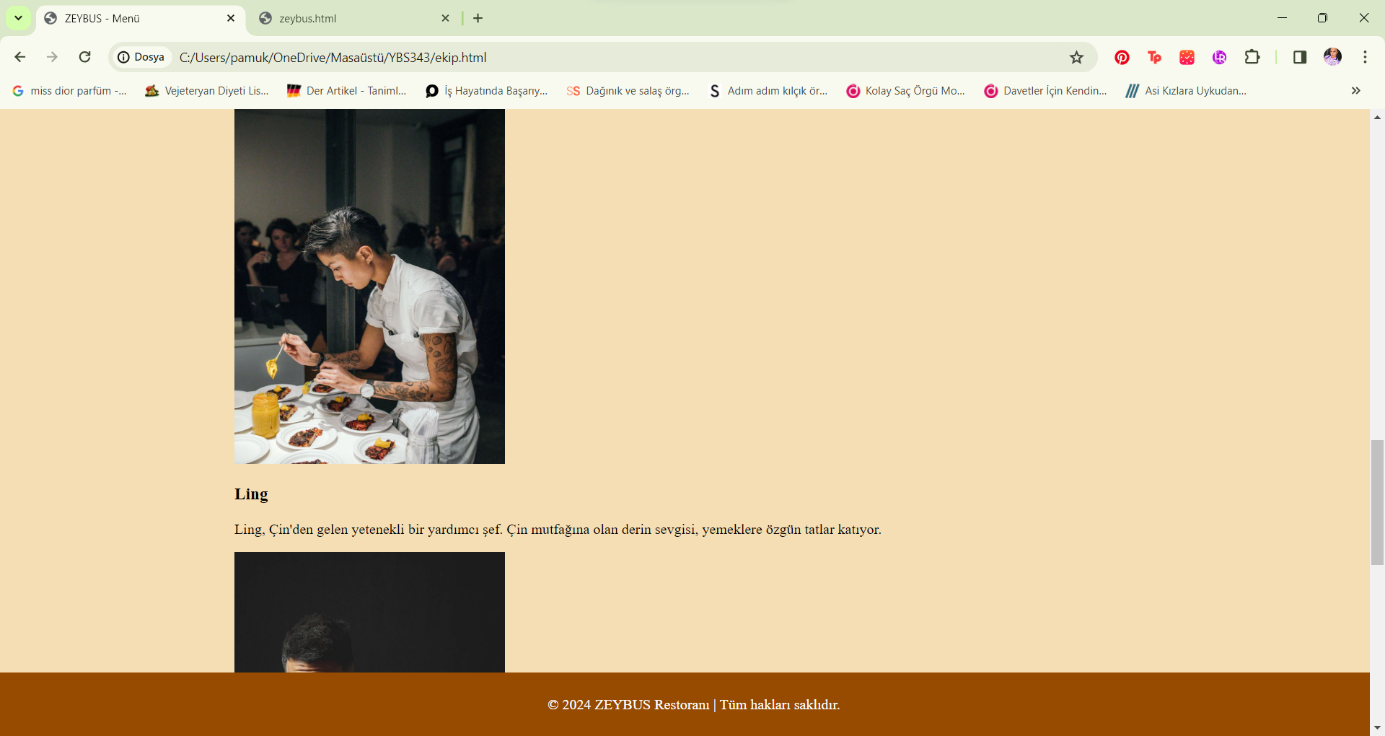 ZEYBUS - Menü
zeybus.html
Dosya
C:/Users/pamuk/OneDrive/Masaüstü/YBS343/ekip.html
miss dior parfüm -...
Vejeteryan Diyeti Lis...
Der Artikel - Taniml...
İş Hayatında Başarıy...
SS Dağınık ve salaş örg...
S Adım adım kılçık ör...
Kolay Saç Örgü Mo...
Davetler İçin Kendin...
Asi Kızlara Uykudan...
Ling
Ling, Çin'den gelen yetenekli bir yardımcı şef. Çin mutfağına olan derin sevgisi, yemeklere özgün tatlar katıyor.
© 2024 ZEYBUS Restoranı | Tüm hakları saklıdır.